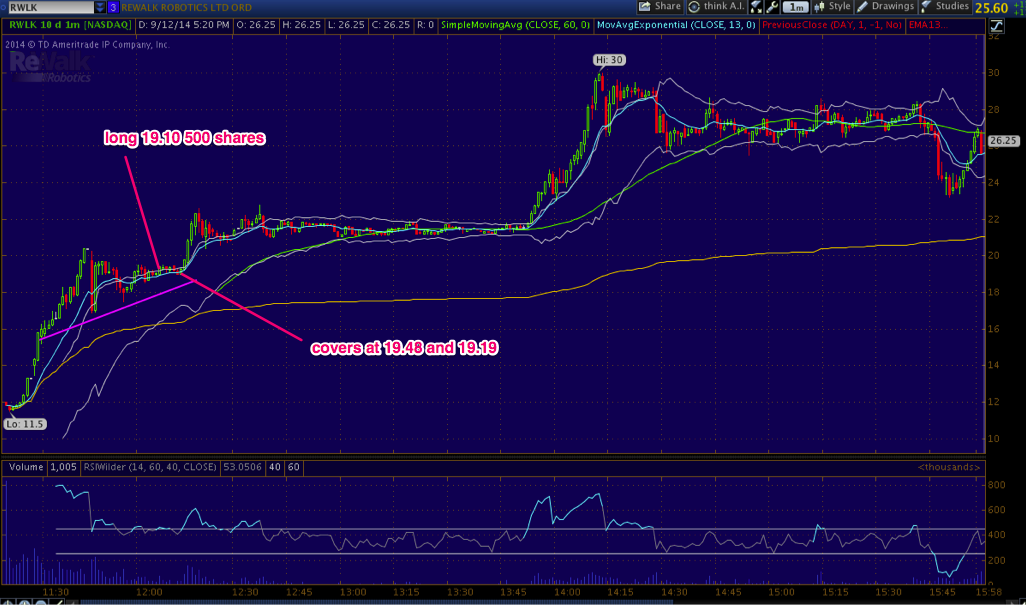 RWLK 3 REWALK ROBOTICS LTD ORD Share think A.I. 1m Style Drawings Studies 25.60 +1
RWLK 10 d 1m [NASDAQ] D: 9/12/14 5:20 PM O: 26.25 H: 26.25 L: 26.25 C: 26.25 R: 0 SimpleMovingAvg (CLOSE, 60, 0) MovAvgExponential (CLOSE, 13, 0) PreviousClose (DAY, 1, -1, No) EMA13...
2014 © TD Ameritrade IP Company, Inc.
ReWalk
Robotics
Hi: 30
long 19.10 500 shares
covers at 19.48 and 19.19
Lo: 11.5
32
30
28
26.25
24
22
20
18
16
14
12
10
Volume 1,005 RSIWilder (14, 60, 40, CLOSE) 53.0506 40 60 <thousands>
800
600
400
200
0
11:30 12:00 12:15 13:00 13:15 13:30 13:45 14:00 14:15 14:30 14:45 15:00 15:15 15:30 15:45 15:58